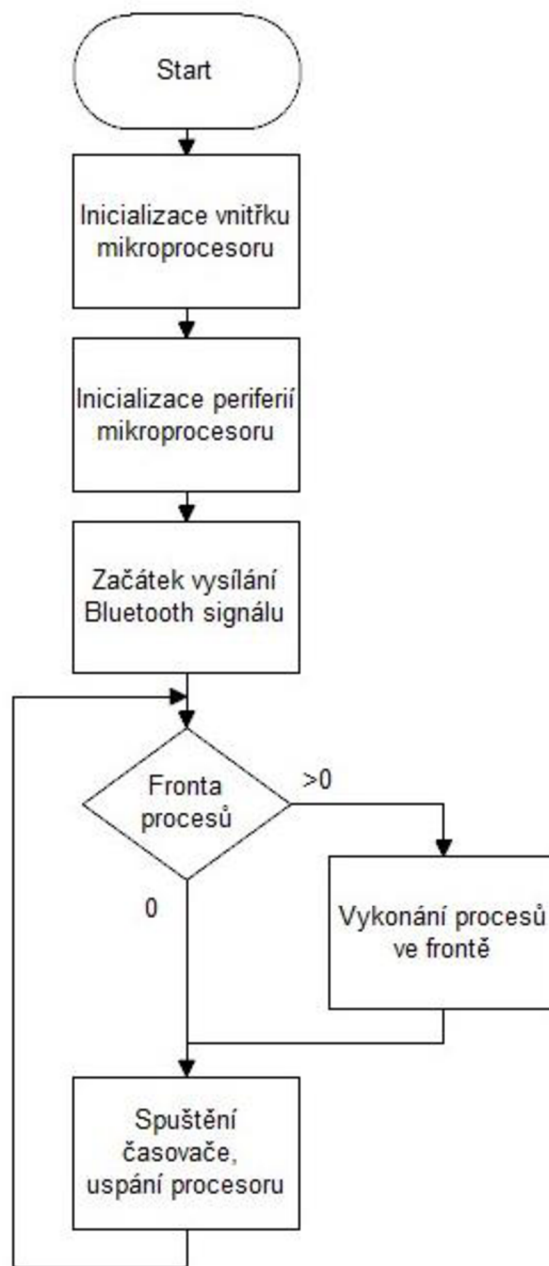 Start
Inicializace vnitřku
mikroprocesoru
Inicializace periferií
mikroprocesoru
Začátek vysílání
Bluetooth signálu
Fronta
procesů
>0
0
Vykonání procesů
ve frontě
Spuštění
časovače,
uspání procesoru